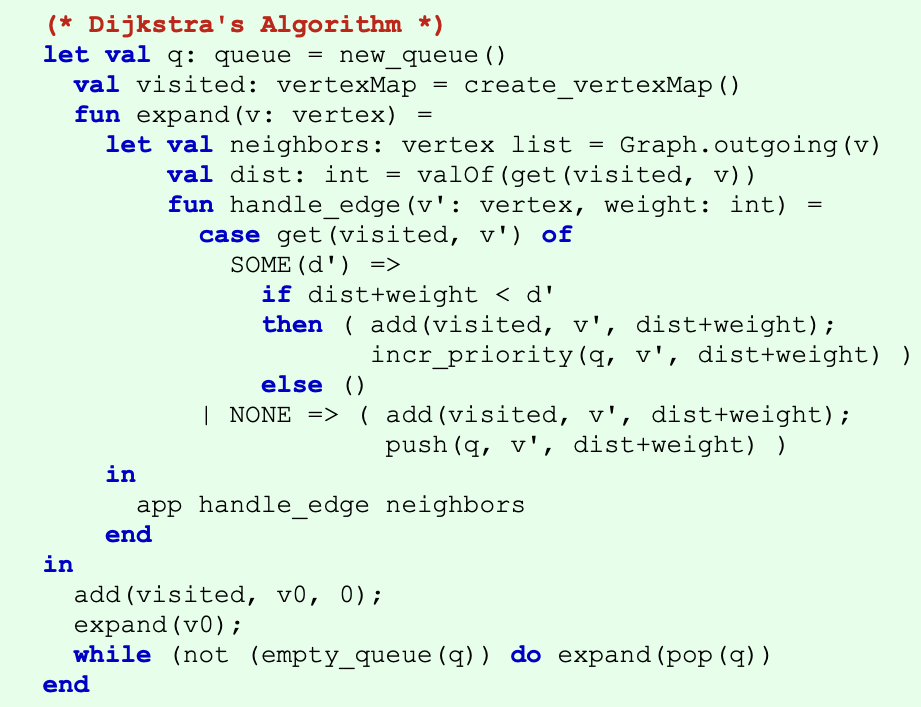 (* Dijkstra's Algorithm *)
let val q: queue = new_queue()
  val visited: vertexMap = create_vertexMap()
  fun expand(v: vertex) =
    let val neighbors: vertex list = Graph.outgoing(v)
        val dist: int = valOf(get(visited, v))
        fun handle_edge(v': vertex, weight: int) =
          case get(visited, v') of
            SOME(d') =>
              if dist+weight < d'
              then ( add(visited, v', dist+weight);
                     incr_priority(q, v', dist+weight) )
              else ()
          | NONE => ( add(visited, v', dist+weight);
                      push(q, v', dist+weight) )
    in
      app handle_edge neighbors
    end
in
  add(visited, v0, 0);
  expand(v0);
  while (not (empty_queue(q)) do expand(pop(q))
end